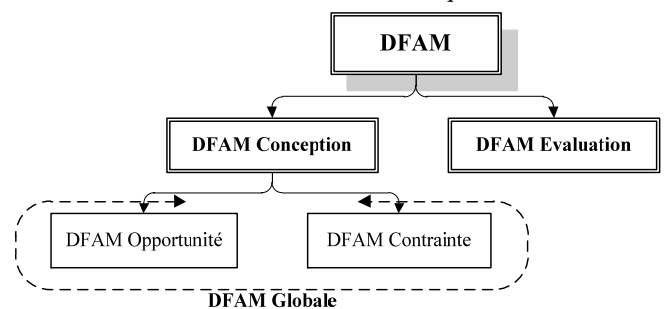 DFAM
DFAM Conception
DFAM Evaluation
DFAM Opportunité
DFAM Contrainte
DFAM Globale